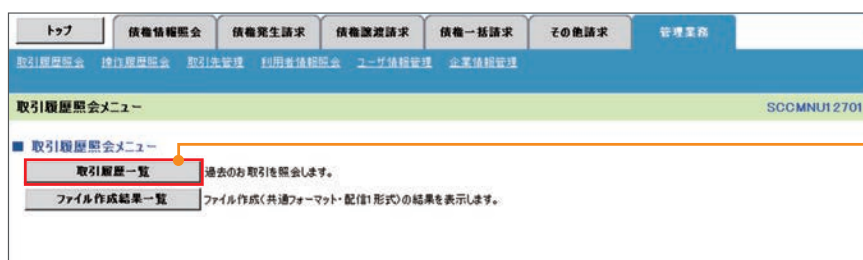 トップ 債権情報照会 債権発生請求 債権譲渡請求 債権一括請求 その他請求 管理業務
取引履歴照会 操作履歴照会 取引先管理 利用者情報照会 ユーザ情報管理 企業情報管理
取引履歴照会メニュー SCCMNU12701
■ 取引履歴照会メニュー
取引履歴一覧 過去のお取引を照会します。
ファイル作成結果一覧 ファイル作成(共通フォーマット・配信1形式)の結果を表示します。